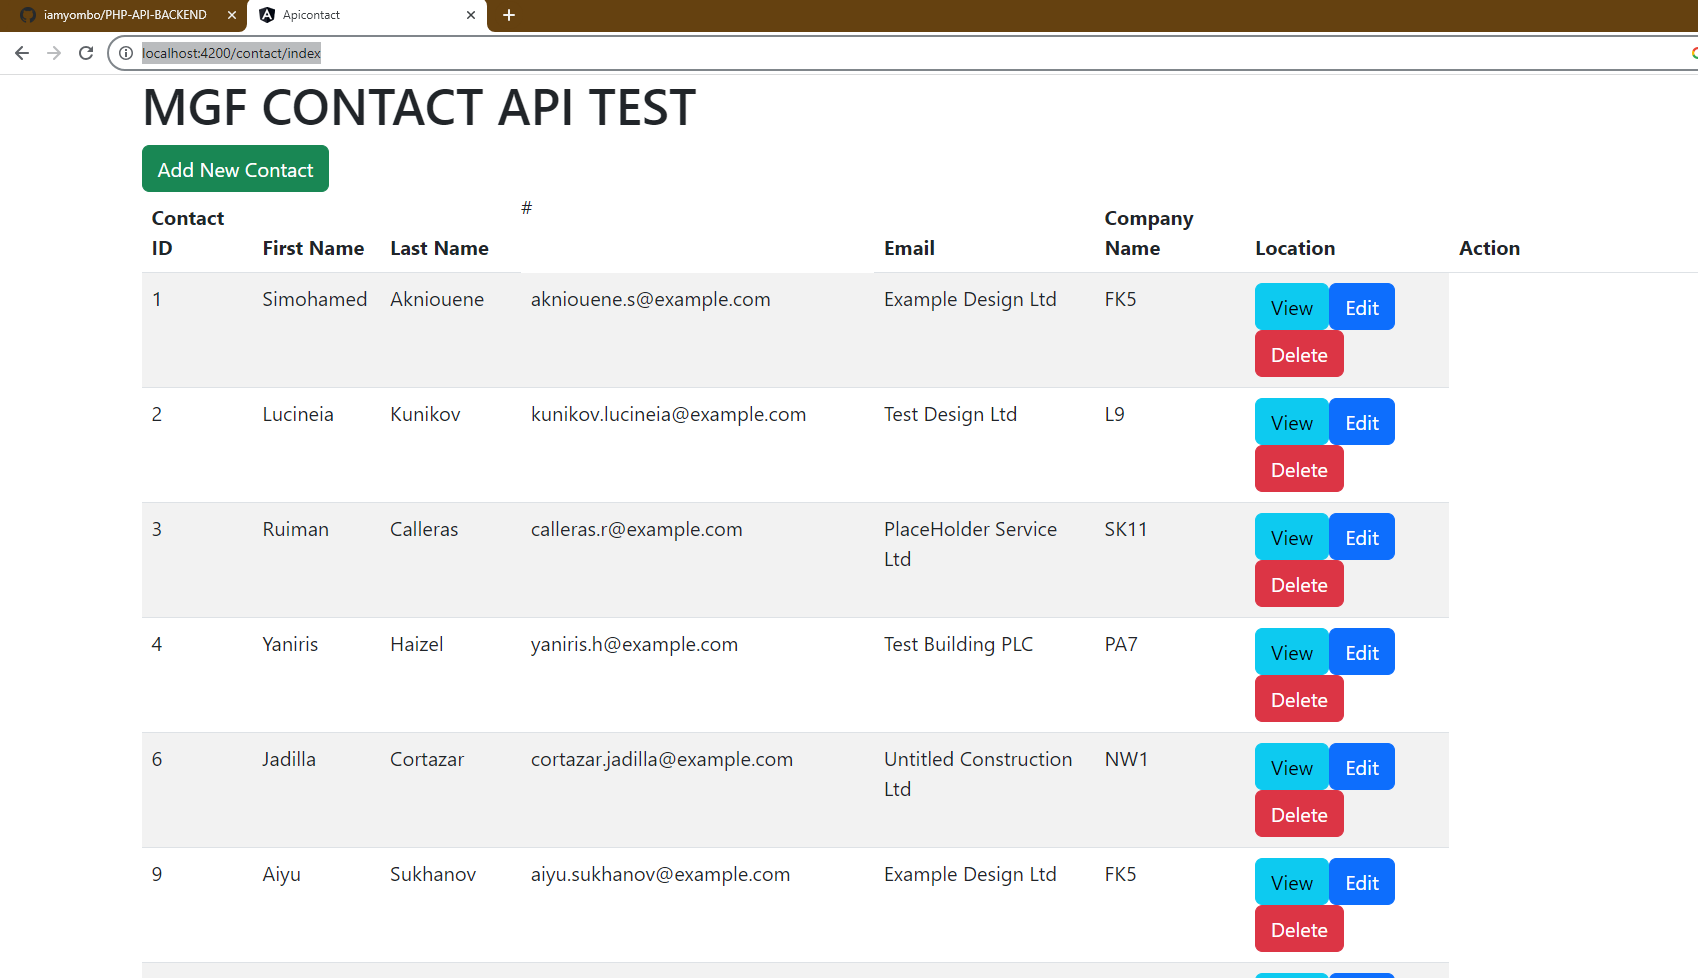 iamyombo/PHP-API-BACKEND
Apicontact
localhost:4200/contact/index
MGF CONTACT API TEST
Add New Contact
Contact ID First Name Last Name # Email Company Name Location Action
1 Simohamed Akniouene akniouene.s@example.com Example Design Ltd FK5 View Edit
Delete
2 Lucineia Kunikov kunikov.lucineia@example.com Test Design Ltd L9 View Edit
Delete
3 Ruiman Calleras calleras.r@example.com PlaceHolder Service Ltd SK11 View Edit
Delete
4 Yaniris Haizel yaniris.h@example.com Test Building PLC PA7 View Edit
Delete
6 Jadilla Cortazar cortazar.jadilla@example.com Untitled Construction Ltd NW1 View Edit
Delete
9 Aiyu Sukhanov aiyu.sukhanov@example.com Example Design Ltd FK5 View Edit
Delete